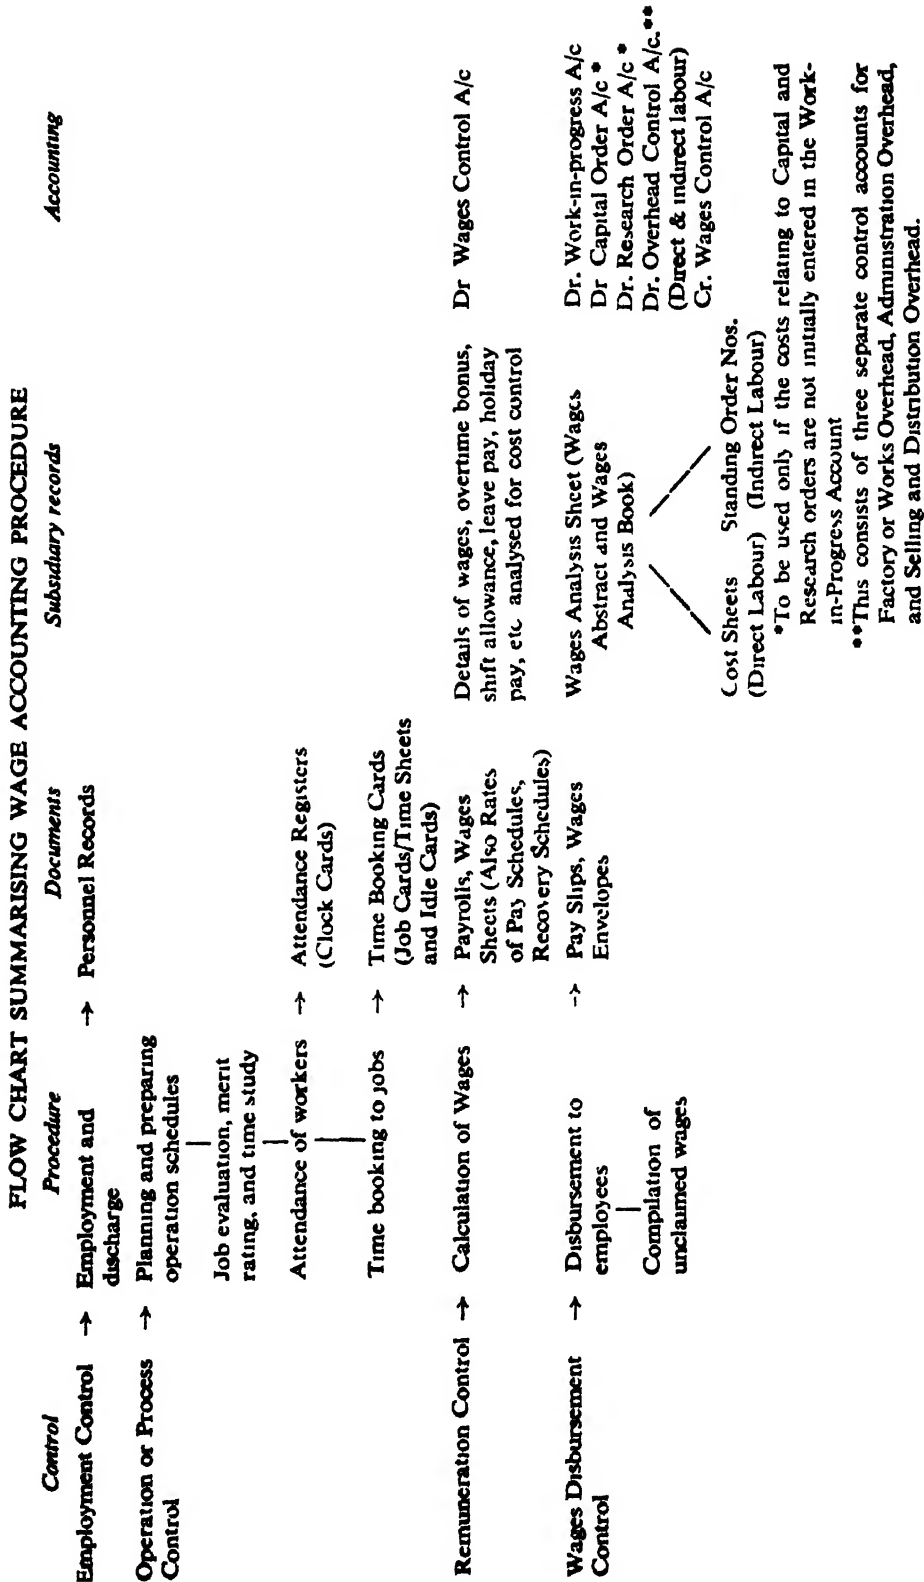 FLOW CHART SUMMARISING WAGE ACCOUNTING PROCEDURE
Control Procedure Documents Subsidiary records Accounting
Employment Control → Employment and → Personnel Records
discharge
Operation or Process → Planning and preparing
Control operation schedules
Job evaluation, merit
rating, and time study
Attendance of workers → Attendance Registers
(Clock Cards)
Time booking to jobs → Time Booking Cards
(Job Cards/Time Sheets
and Idle Cards)
Remuneration Control → Calculation of Wages → Payrolls, Wages Details of wages, overtime bonus, Dr Wages Control A/c
Sheets (Also Rates shift allowance, leave pay, holiday
of Pay Schedules, pay, etc analysed for cost control
Recovery Schedules)
Wages Disbursement → Disbursement to → Pay Slips, Wages Wages Analysis Sheet (Wages Dr. Work-in-progress A/c
Control employees Envelopes Abstract and Wages Dr Capital Order A/c *
Analysis Book) Dr. Research Order A/c *
Compilation of Dr. Overhead Control A/c.**
unclaimed wages (Direct & indirect labour)
Cr. Wages Control A/c
Cost Sheets Standing Order Nos.
(Direct Labour) (Indirect Labour)
*To be used only if the costs relating to Capital and
Research orders are not initially entered in the Work-
in-Progress Account
**This consists of three separate control accounts for
Factory or Works Overhead, Administration Overhead,
and Selling and Distribution Overhead.